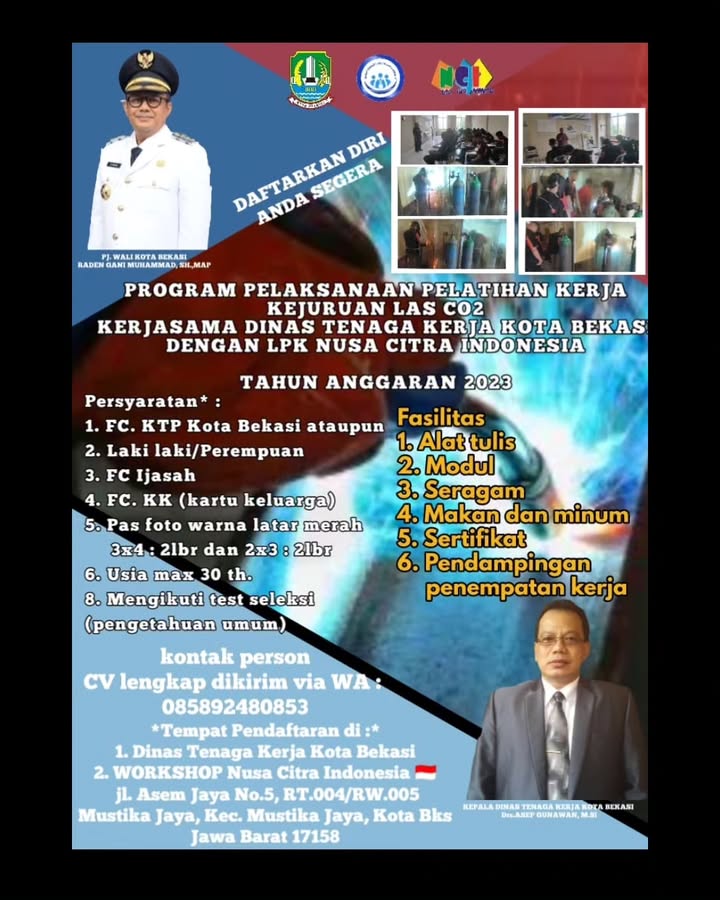 DAFTARKAN DIRI
ANDA SEGERA
PJ. WALI KOTA BEKASI
RADEN GANI MUHAMMAD, SH.,MAP
PROGRAM PELAKSANAAN PELATIHAN KERJA
KEJURUAN LAS CO2
KERJASAMA DINAS TENAGA KERJA KOTA BEKAS
DENGAN LPK NUSA CITRA INDONESIA
TAHUN ANGGARAN 2023
Persyaratan* :
1. FC. KTP Kota Bekasi ataupun
2. Laki laki/Perempuan
3. FC Ijasah
4. FC. KK (kartu keluarga)
5. Pas foto warna latar merah
3x4 : 2lbr dan 2x3 : 2lbr
6. Usia max 30 th.
8. Mengikuti test seleksi
(pengetahuan umum)
Fasilitas
1. Alat tulis
2. Modul
3. Seragam
4. Makan dan minum
5. Sertifikat
6. Pendampingan
penempatan kerja
kontak person
CV lengkap dikirim via WA :
085892480853
*Tempat Pendaftaran di :*
1. Dinas Tenaga Kerja Kota Bekasi
2. WORKSHOP Nusa Citra Indonesia 🇮🇩
jl. Asem Jaya No.5, RT.004/RW.005
Mustika Jaya, Kec. Mustika Jaya, Kota Bks
Jawa Barat 17158
KEPALA DINAS TENAGA KERJA KOTA BEKASI
Drs.ASEP GUNAWAN, M.SI